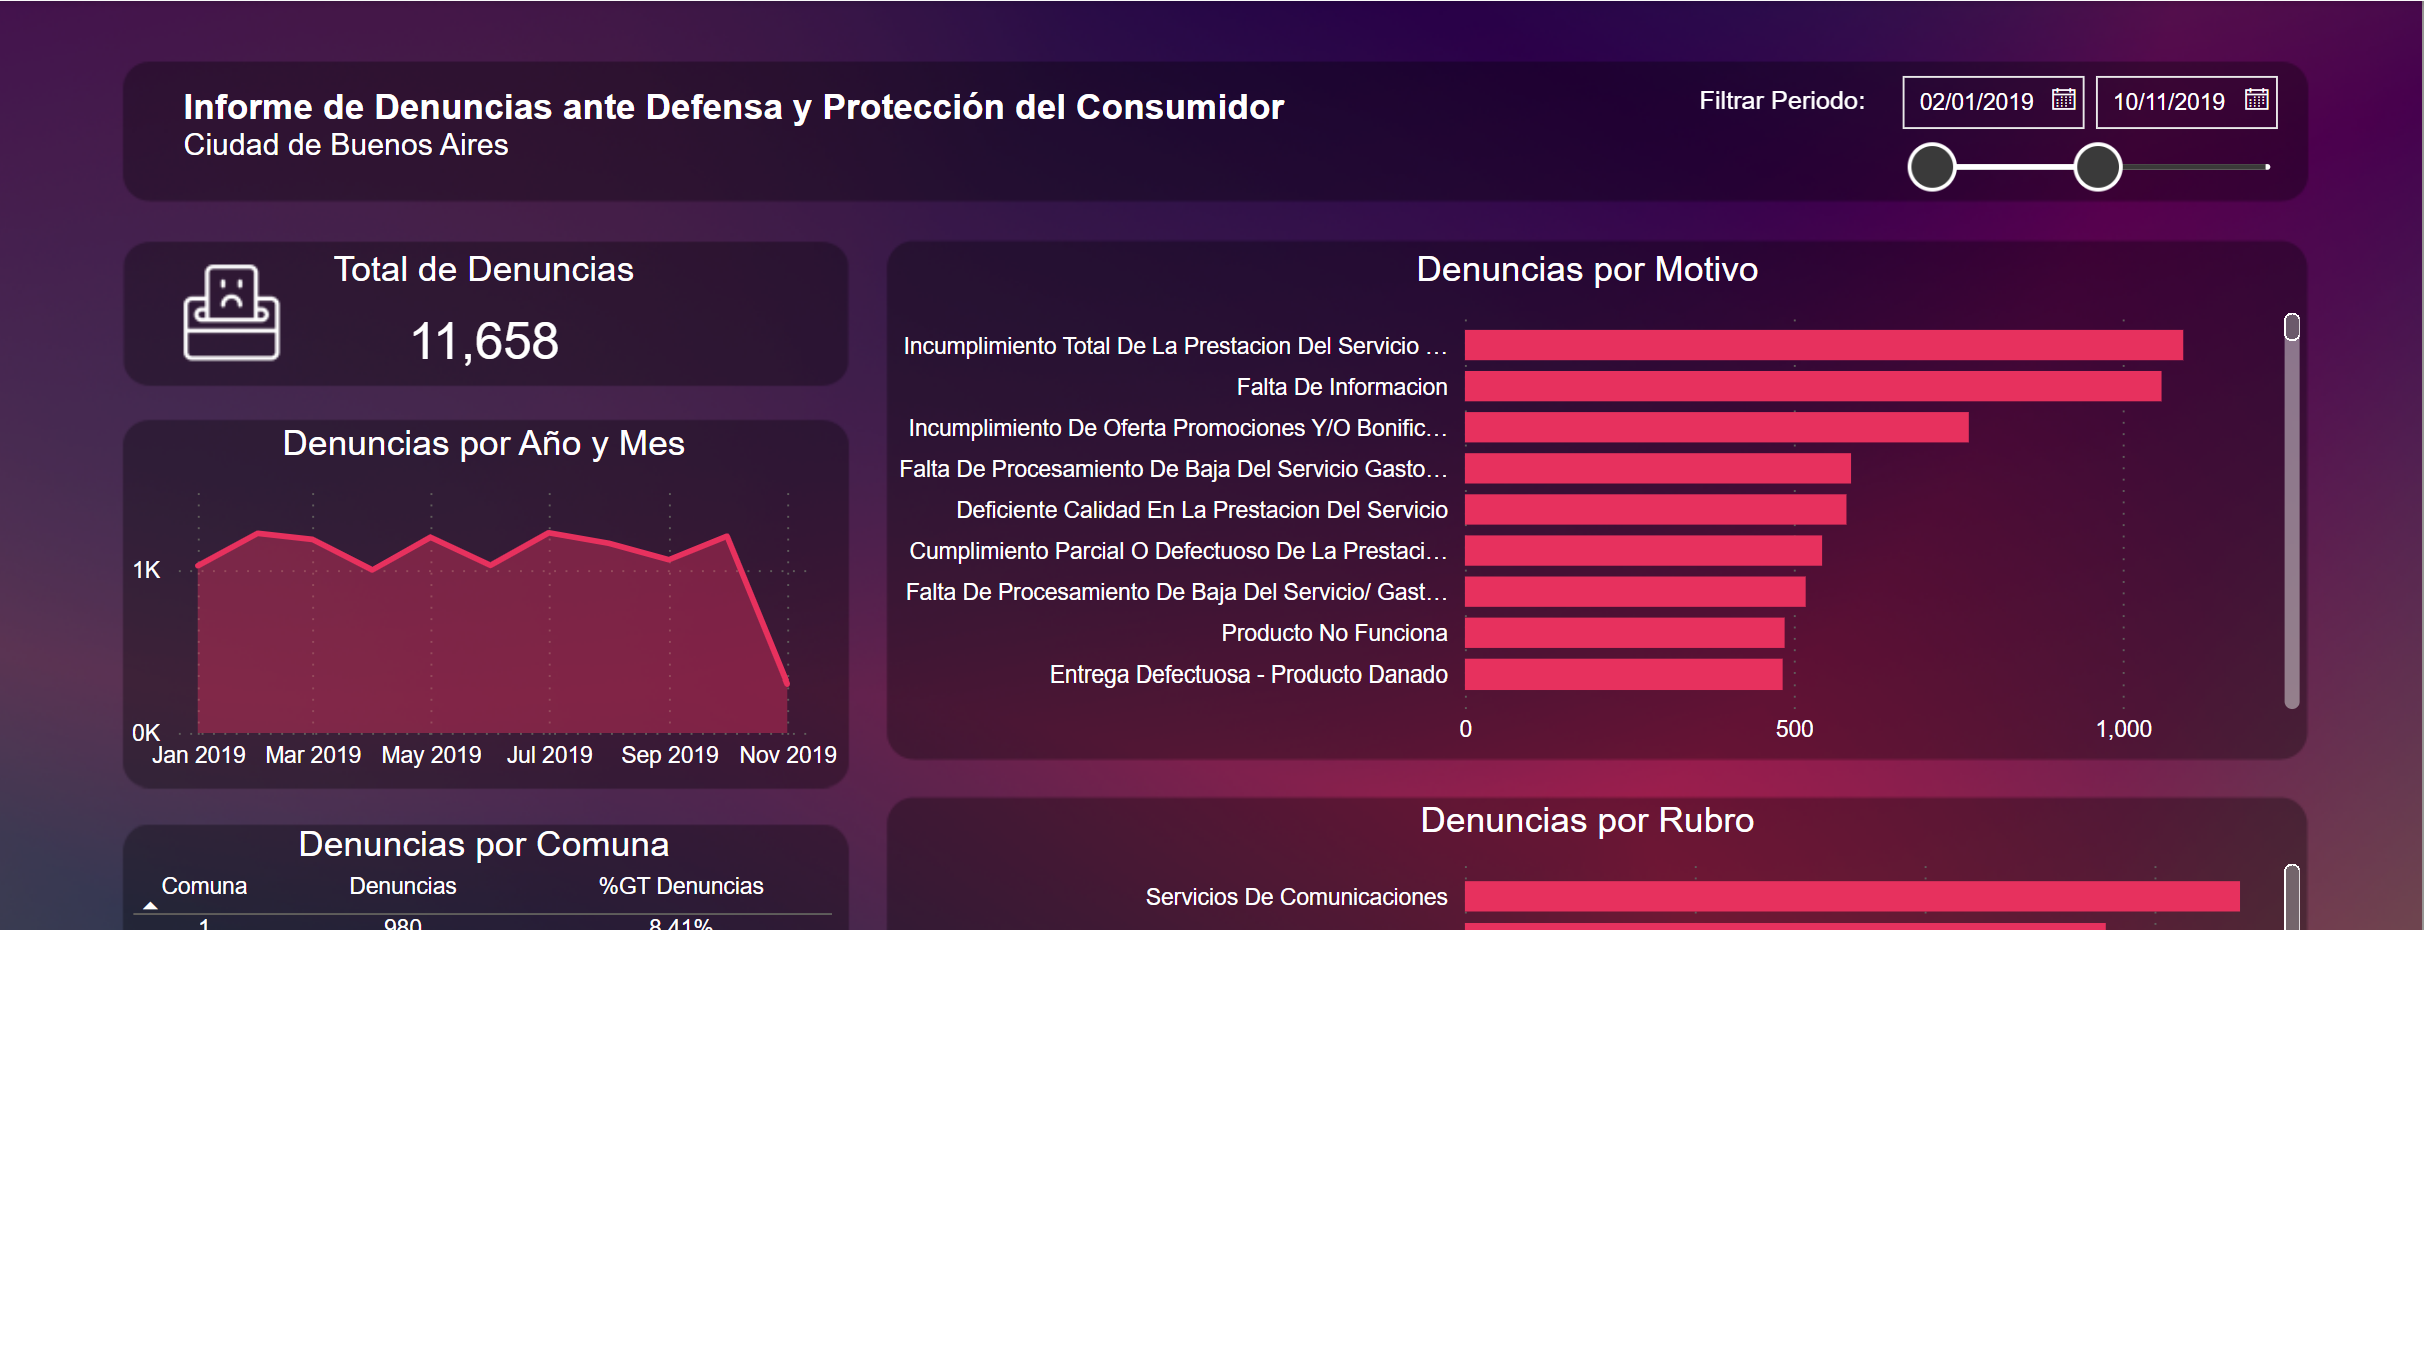 Informe de Denuncias ante Defensa y Protección del Consumidor
Ciudad de Buenos Aires
Filtrar Periodo:
02/01/2019
10/11/2019
Total de Denuncias
11,658
Denuncias por Año y Mes
1K
0K
Jan 2019
Mar 2019
May 2019
Jul 2019
Sep 2019
Nov 2019
Denuncias por Motivo
Incumplimiento Total De La Prestacion Del Servicio …
Falta De Informacion
Incumplimiento De Oferta Promociones Y/O Bonific…
Falta De Procesamiento De Baja Del Servicio Gasto…
Deficiente Calidad En La Prestacion Del Servicio
Cumplimiento Parcial O Defectuoso De La Prestaci…
Falta De Procesamiento De Baja Del Servicio/ Gast…
Producto No Funciona
Entrega Defectuosa - Producto Danado
0
500
1,000
Denuncias por Comuna
Comuna
Denuncias
%GT Denuncias
1
980
8.41%
Denuncias por Rubro
Servicios De Comunicaciones